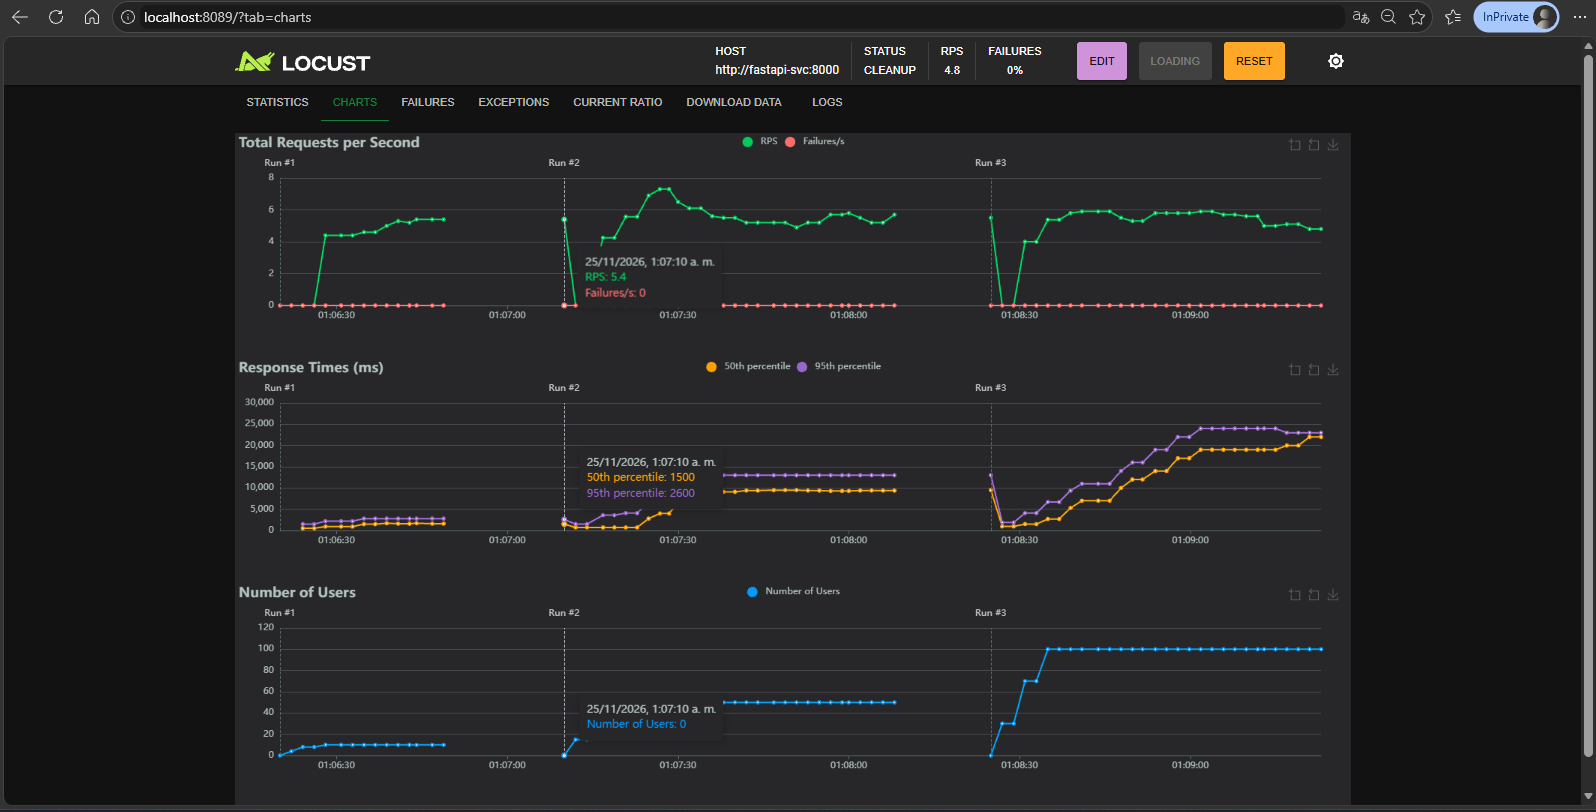 localhost:8089/?tab=charts
InPrivate
LOCUST
HOST
http://fastapi-svc:8000
STATUS
CLEANUP
RPS
4.8
FAILURES
0%
EDIT
LOADING
RESET
STATISTICS CHARTS FAILURES EXCEPTIONS CURRENT RATIO DOWNLOAD DATA LOGS
Total Requests per Second
RPS Failures/s
Run #1 Run #2 Run #3
8
6
4
2
0
25/11/2026, 1:07:10 a. m.
RPS: 5.4
Failures/s: 0
01:06:30 01:07:00 01:07:30 01:08:00 01:08:30 01:09:00
Response Times (ms)
50th percentile 95th percentile
Run #1 Run #2 Run #3
30,000
25,000
20,000
15,000
10,000
5,000
0
25/11/2026, 1:07:10 a. m.
50th percentile: 1500
95th percentile: 2600
01:06:30 01:07:00 01:07:30 01:08:00 01:08:30 01:09:00
Number of Users
Number of Users
Run #1 Run #2 Run #3
120
100
80
60
40
20
0
25/11/2026, 1:07:10 a. m.
Number of Users: 0
01:06:30 01:07:00 01:07:30 01:08:00 01:08:30 01:09:00